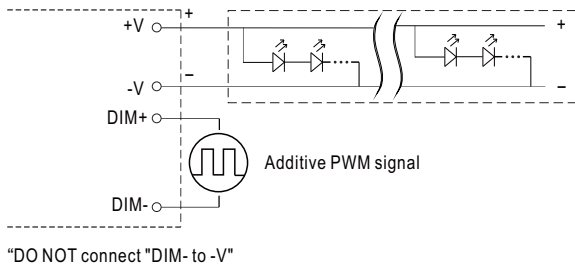 +V + +
-V – –
DIM+
Additive PWM signal
DIM-
“DO NOT connect "DIM- to -V"